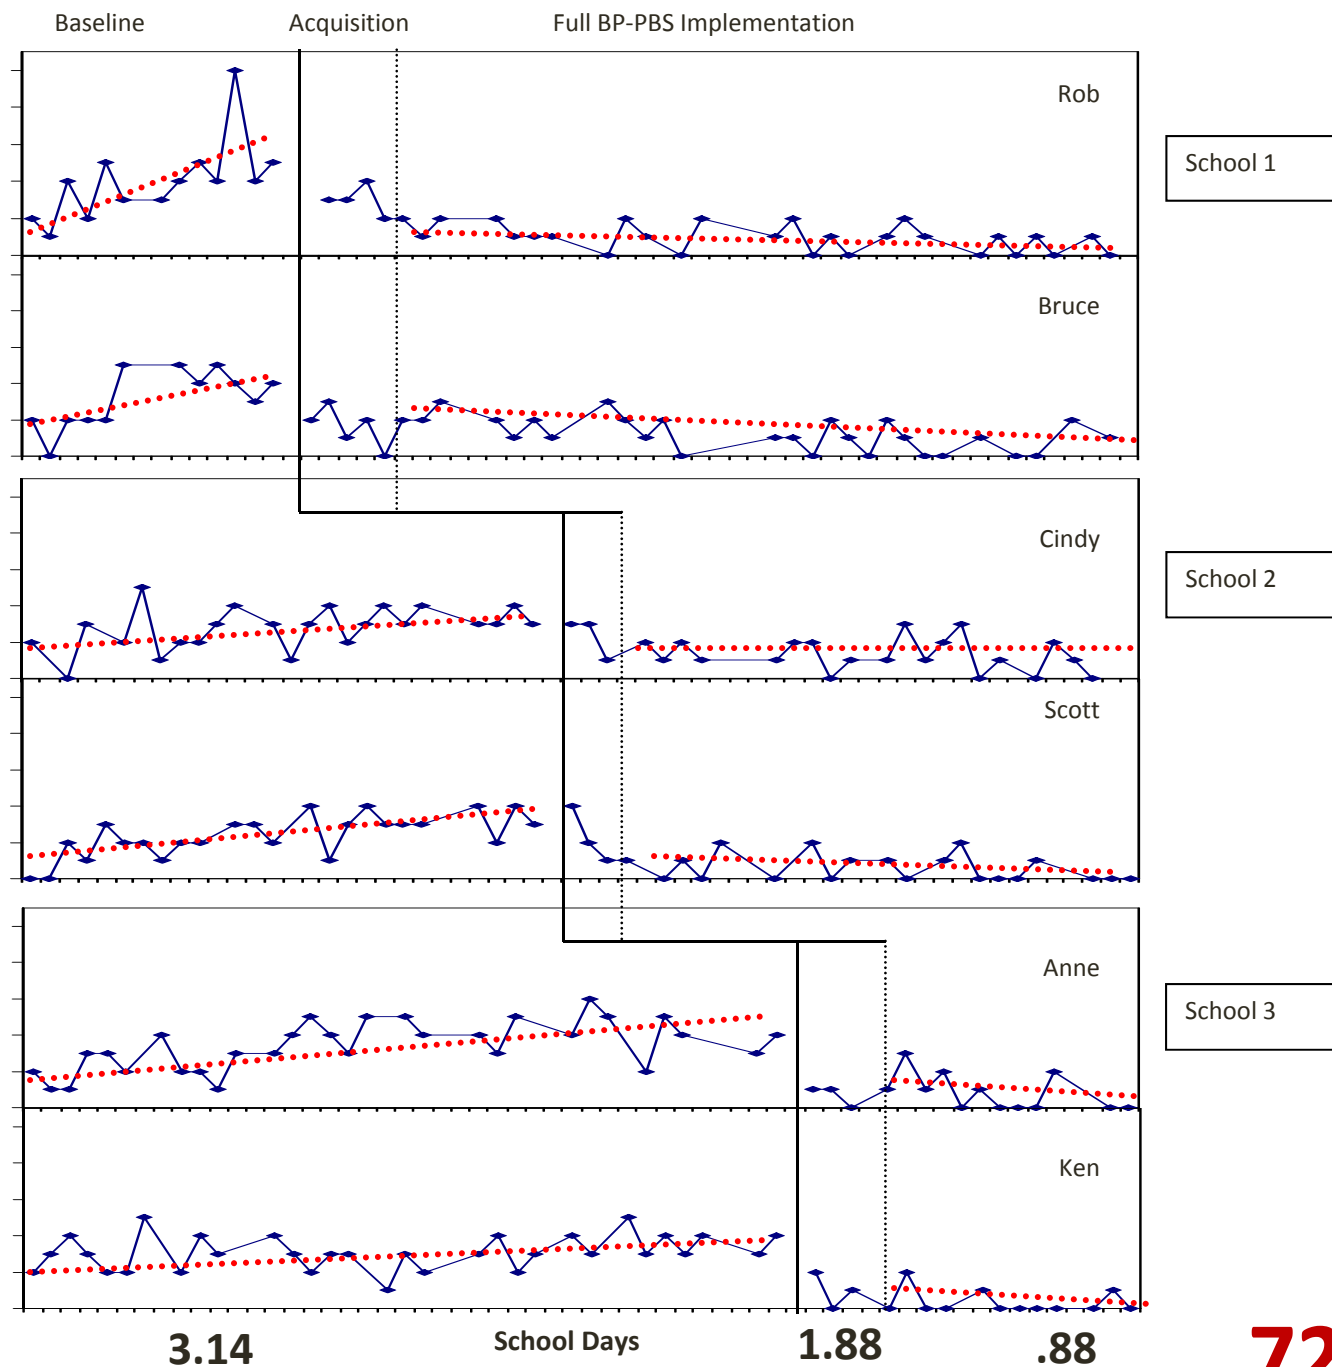 Baseline Acquisition Full BP-PBS Implementation
Rob
School 1
Bruce
Cindy
School 2
Scott
Anne
School 3
Ken
3.14 School Days 1.88 .88 72